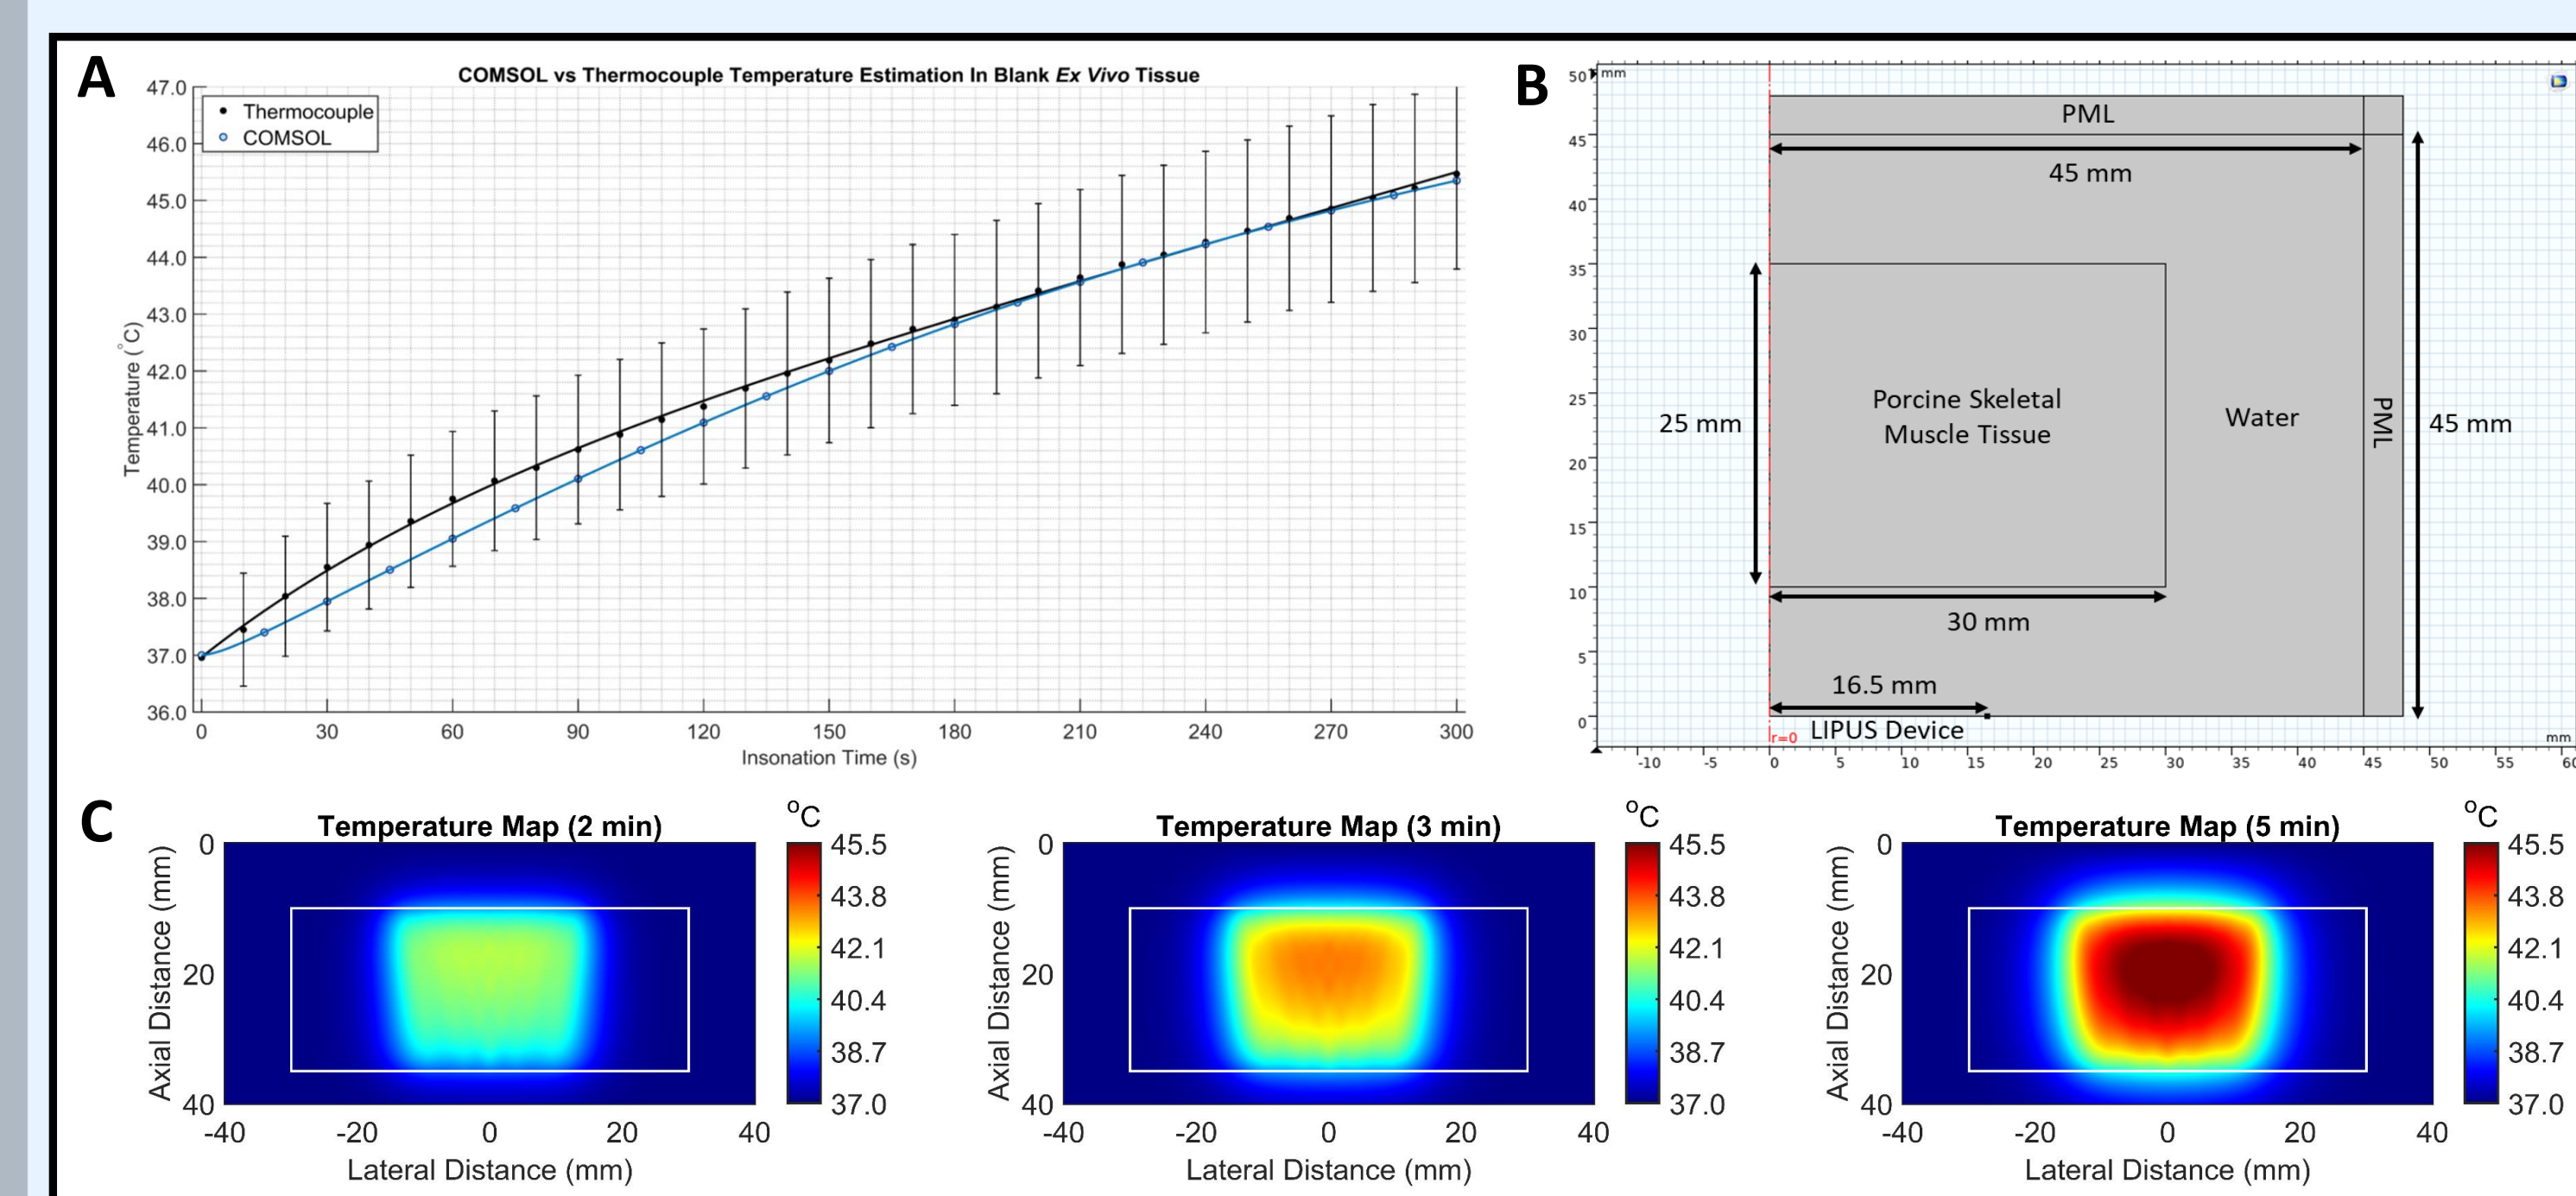 A
COMSOL vs Thermocouple Temperature Estimation In Blank Ex Vivo Tissue
Thermocouple
COMSOL
47.0
46.0
45.0
44.0
43.0
42.0
41.0
40.0
39.0
38.0
37.0
36.0
Temperature (°C)
0 30 60 90 120 150 180 210 240 270 300
Insonation Time (s)
B
mm
50
45
40
35
30
25
20
15
10
5
0
PML
45 mm
Porcine Skeletal
Muscle Tissue
Water
PML
25 mm
45 mm
30 mm
16.5 mm
r=0
LIPUS Device
mm
-10 -5 0 5 10 15 20 25 30 35 40 45 50 55 60
C
Temperature Map (2 min)
°C
Axial Distance (mm)
0
20
40
-40 -20 0 20 40
Lateral Distance (mm)
45.5
43.8
42.1
40.4
38.7
37.0
Temperature Map (3 min)
°C
Axial Distance (mm)
0
20
40
-40 -20 0 20 40
Lateral Distance (mm)
45.5
43.8
42.1
40.4
38.7
37.0
Temperature Map (5 min)
°C
Axial Distance (mm)
0
20
40
-40 -20 0 20 40
Lateral Distance (mm)
45.5
43.8
42.1
40.4
38.7
37.0